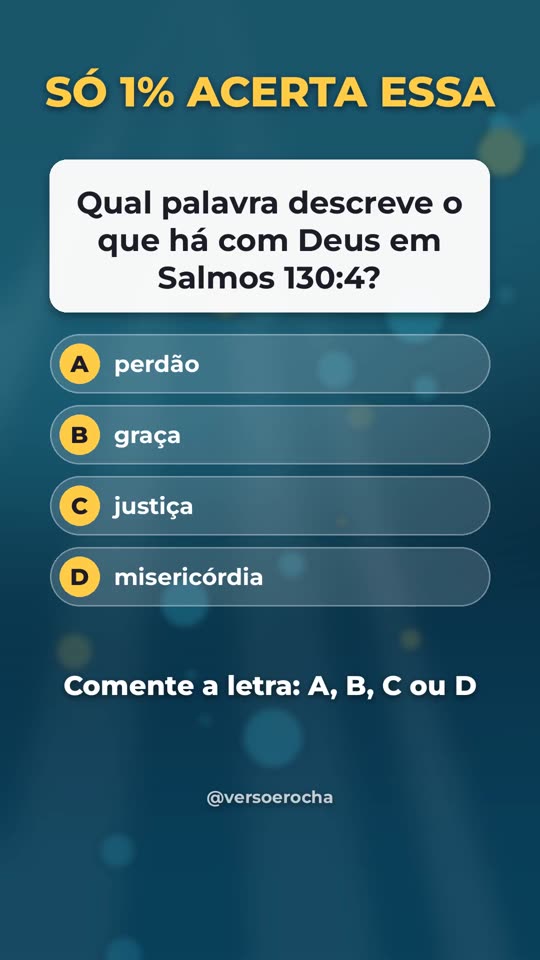 SÓ 1% ACERTA ESSA
Qual palavra descreve o
que há com Deus em
Salmos 130:4?
A perdão
B graça
C justiça
D misericórdia
Comente a letra: A, B, C ou D
@versoerocha